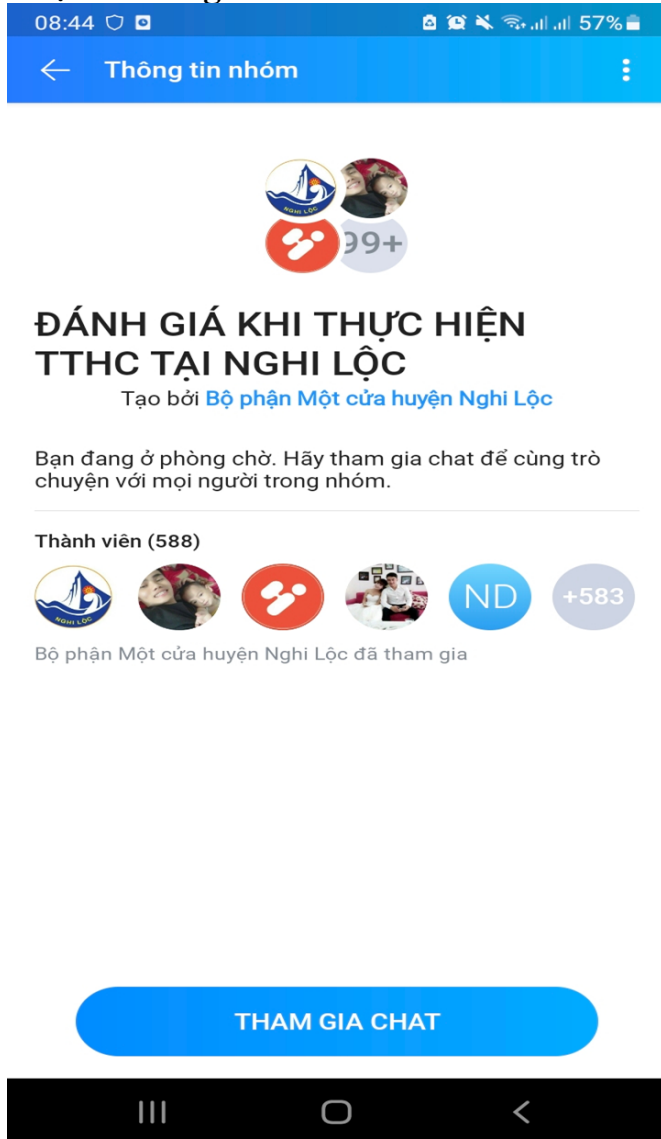 08:44
57%
Thông tin nhóm
NGHI LỘC
99+
ĐÁNH GIÁ KHI THỰC HIỆN
TTHC TẠI NGHI LỘC
Tạo bởi Bộ phận Một cửa huyện Nghi Lộc
Bạn đang ở phòng chờ. Hãy tham gia chat để cùng trò
chuyện với mọi người trong nhóm.
Thành viên (588)
NGHI LỘC
ND
+583
Bộ phận Một cửa huyện Nghi Lộc đã tham gia
THAM GIA CHAT